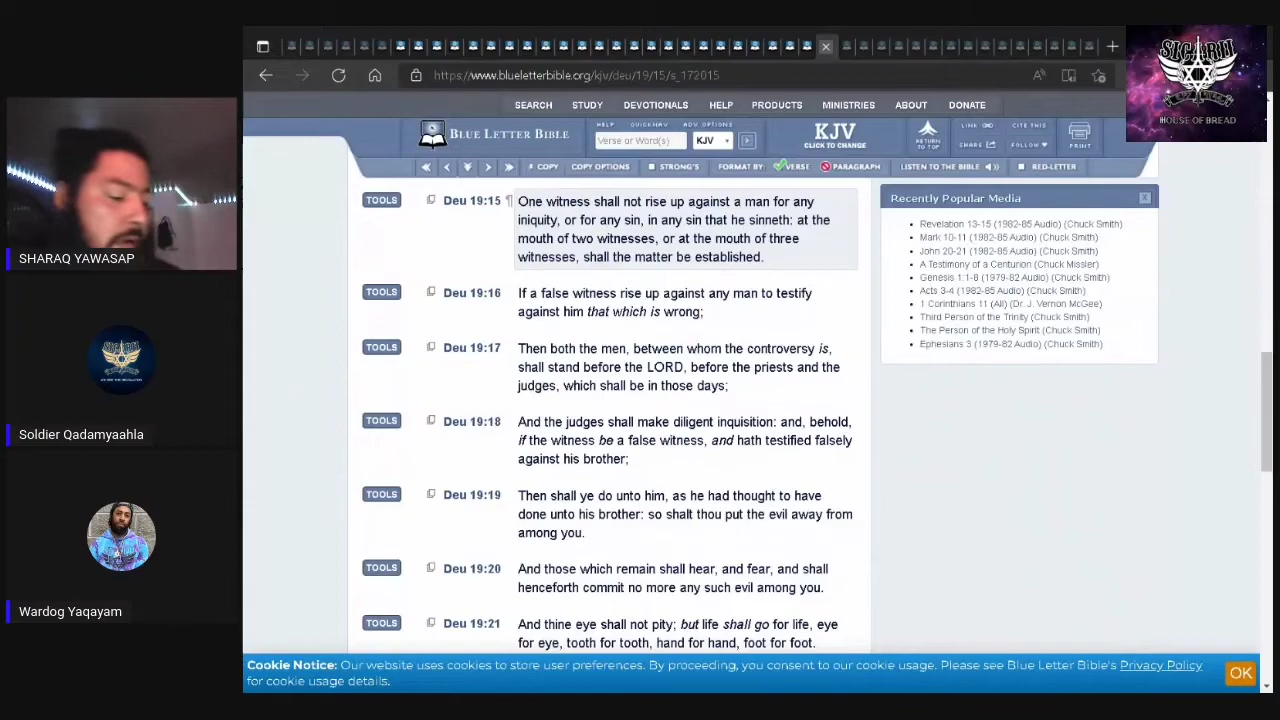 https://www.blueletterbible.org/kjv/deu/19/15/s_172015
SICARII
HOUSE OF BREAD
SEARCH STUDY DEVOTIONALS HELP PRODUCTS MINISTRIES ABOUT DONATE
BLUE LETTER BIBLE
HELP QUICKNAV ADV OPTIONS
Verse or Word(s) KJV
KJV
CLICK TO CHANGE
RETURN
TO TOP
LINK CITE THIS
SHARE FOLLOW
PRINT
COPY COPY OPTIONS STRONG'S FORMAT BY: VERSE PARAGRAPH LISTEN TO THE BIBLE RED-LETTER
TOOLS Deu 19:15 ¶ One witness shall not rise up against a man for any
iniquity, or for any sin, in any sin that he sinneth: at the
mouth of two witnesses, or at the mouth of three
witnesses, shall the matter be established.
TOOLS Deu 19:16 If a false witness rise up against any man to testify
against him that which is wrong;
TOOLS Deu 19:17 Then both the men, between whom the controversy is,
shall stand before the LORD, before the priests and the
judges, which shall be in those days;
TOOLS Deu 19:18 And the judges shall make diligent inquisition: and, behold,
if the witness be a false witness, and hath testified falsely
against his brother;
TOOLS Deu 19:19 Then shall ye do unto him, as he had thought to have
done unto his brother: so shalt thou put the evil away from
among you.
TOOLS Deu 19:20 And those which remain shall hear, and fear, and shall
henceforth commit no more any such evil among you.
TOOLS Deu 19:21 And thine eye shall not pity; but life shall go for life, eye
for eye, tooth for tooth, hand for hand, foot for foot.
Recently Popular Media
Revelation 13-15 (1982-85 Audio) (Chuck Smith)
Mark 10-11 (1982-85 Audio) (Chuck Smith)
John 20-21 (1982-85 Audio) (Chuck Smith)
A Testimony of a Centurion (Chuck Missler)
Genesis 1:1-8 (1979-82 Audio) (Chuck Smith)
Acts 3-4 (1982-85 Audio) (Chuck Smith)
1 Corinthians 11 (All) (Dr. J. Vernon McGee)
Third Person of the Trinity (Chuck Smith)
The Person of the Holy Spirit (Chuck Smith)
Ephesians 3 (1979-82 Audio) (Chuck Smith)
Cookie Notice: Our website uses cookies to store user preferences. By proceeding, you consent to our cookie usage. Please see Blue Letter Bible's Privacy Policy
for cookie usage details.
OK
SHARAQ YAWASAP
Soldier Qadamyaahla
Wardog Yaqayam